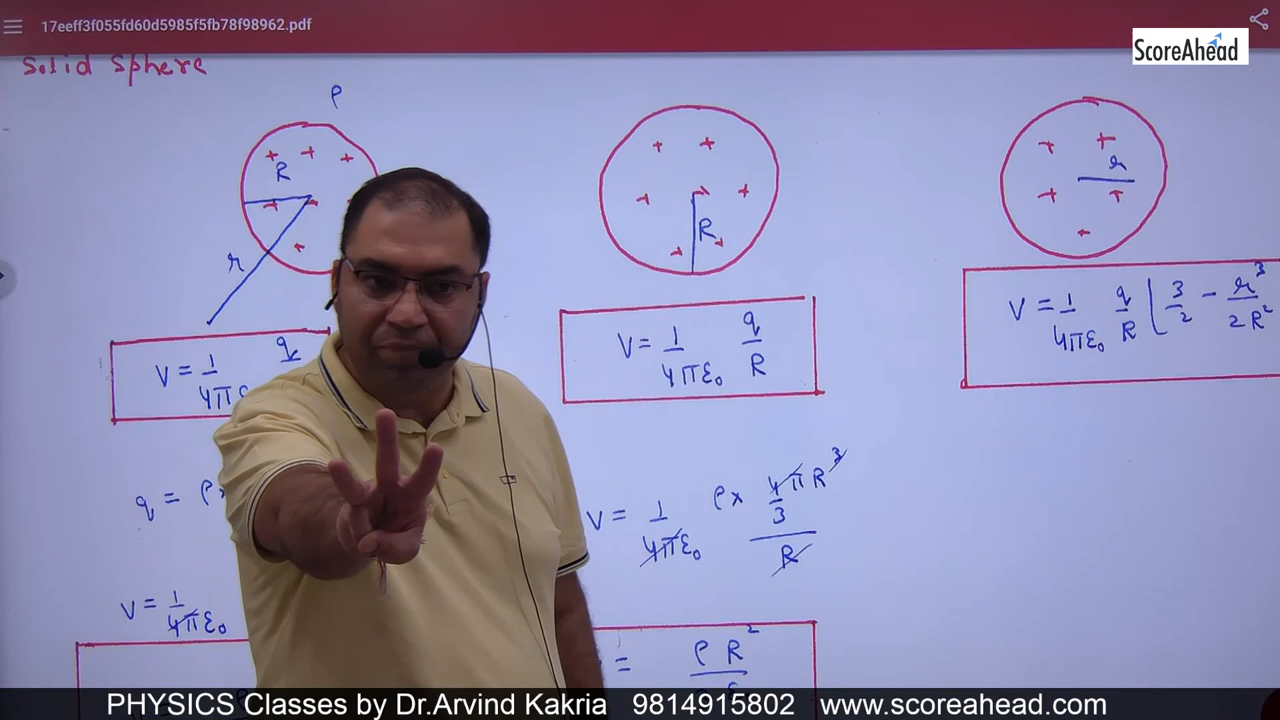 17eeff3f055fd60d5985f5fb78f98962.pdf
ScoreAhead
Solid Sphere
ρ
R
r
R
r
V = 1/4πε q
V = 1/4πε₀ q/R
V = 1/4πε₀ q/R [3/2 - r³/2R²
q = ρ×
V = 1/4πε₀ ρ × 4/3 πR³ / R
V = 1/4πε₀
= ρR²
PHYSICS Classes by Dr.Arvind Kakria 9814915802 www.scoreahead.com